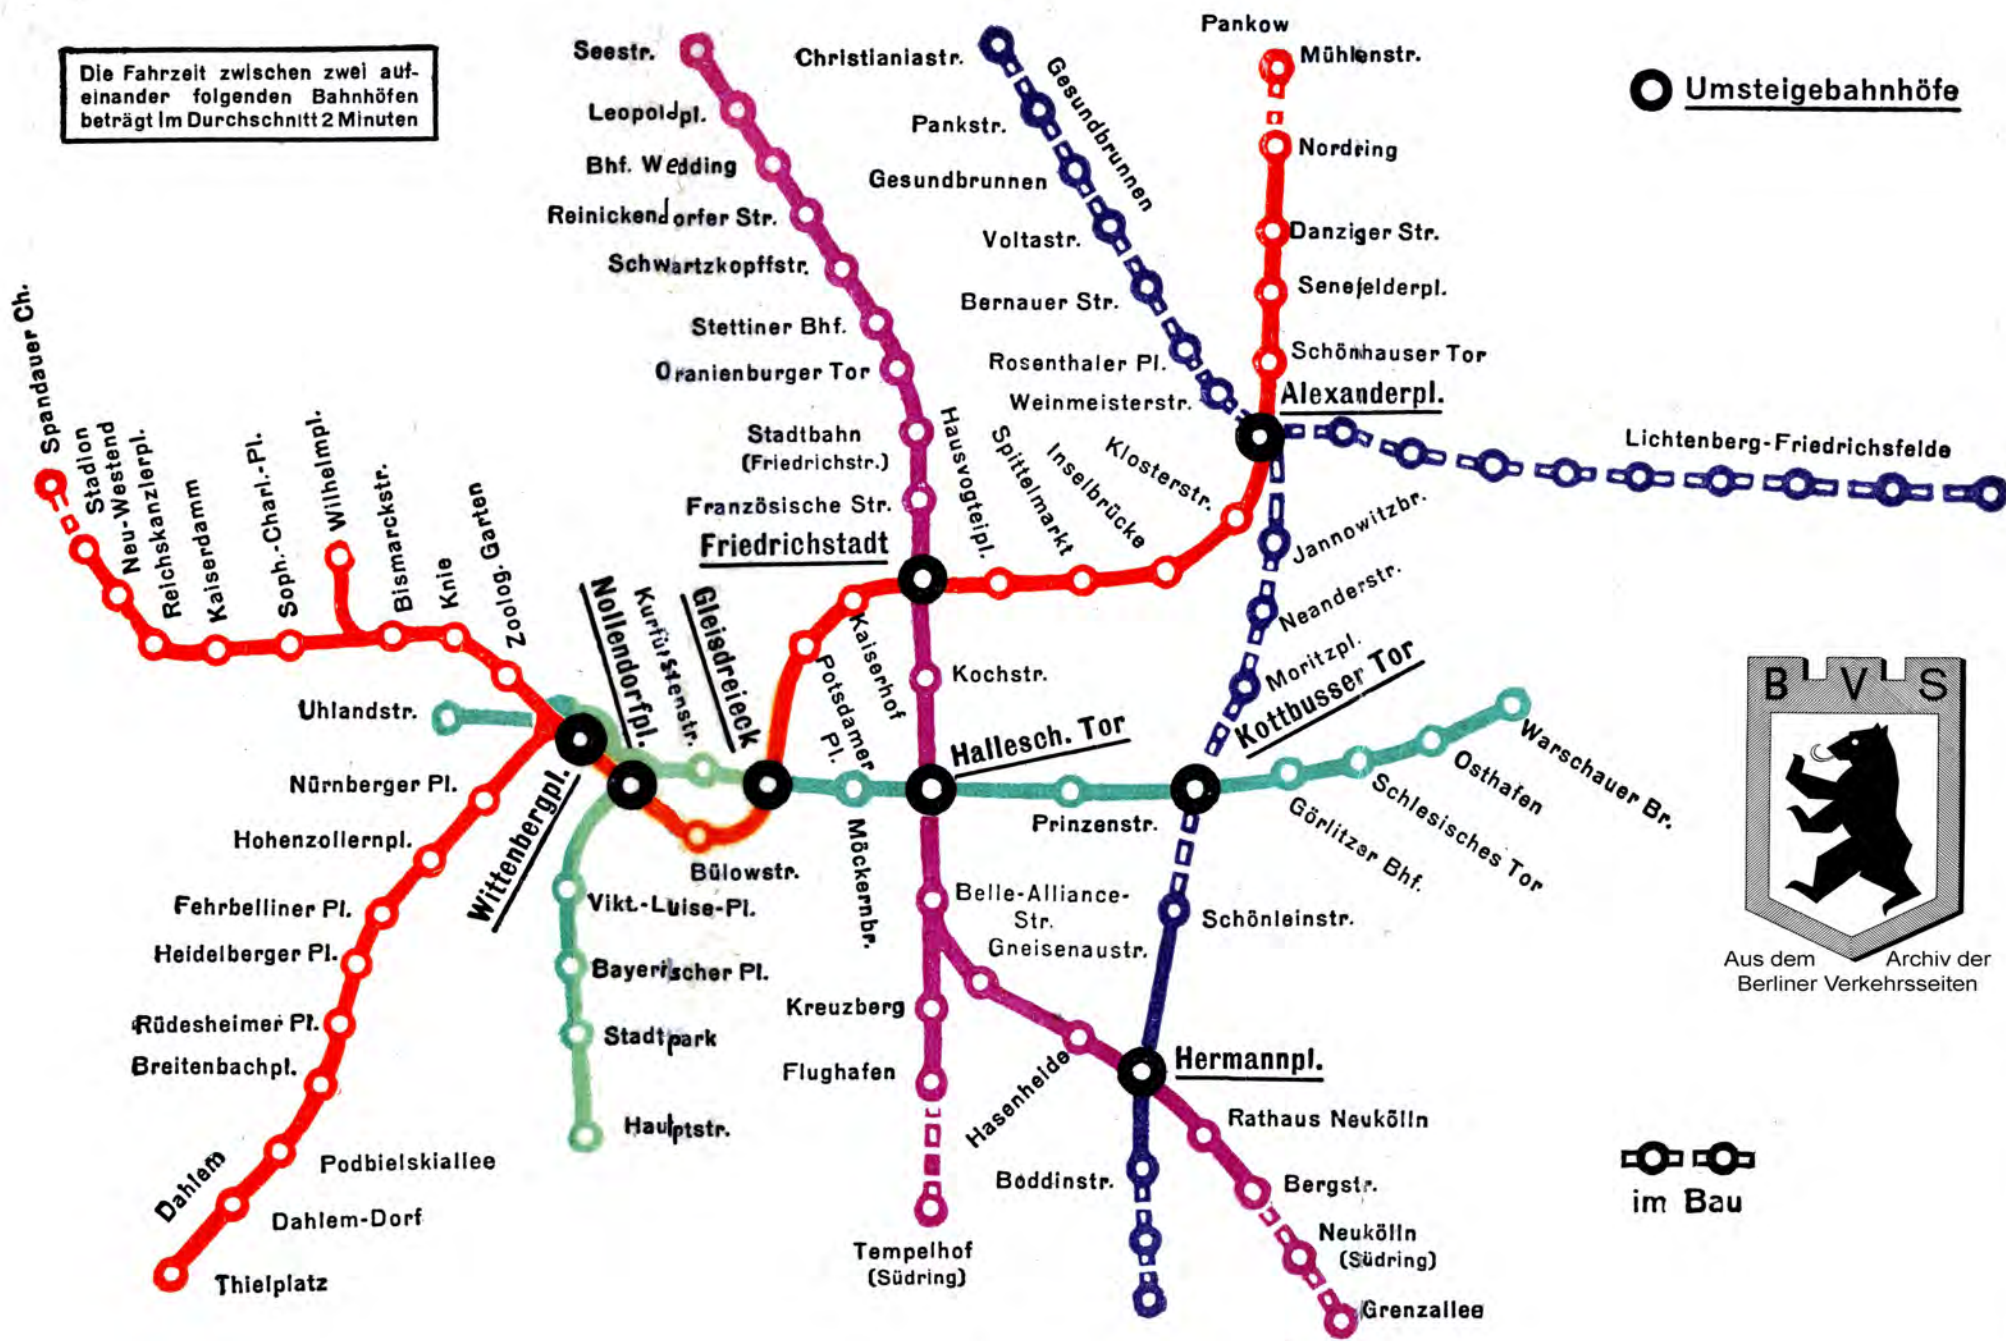 Die Fahrzeit zwischen zwei auf-
einander folgenden Bahnhöfen
beträgt im Durchschnitt 2 Minuten
Umsteigebahnhöfe
Pankow
Mühlenstr.
Nordring
Danziger Str.
Senefelderpl.
Schönhauser Tor
Alexanderpl.
Klosterstr.
Inselbrücke
Spittelmarkt
Hausvogteipl.
Seestr.
Leopoldpl.
Bhf. Wedding
Reinickendorfer Str.
Schwartzkopffstr.
Stettiner Bhf.
Oranienburger Tor
Stadtbahn
(Friedrichstr.)
Französische Str.
Friedrichstadt
Christianiastr.
Pankstr.
Gesundbrunnen
Gesundbrunnen
Voltastr.
Bernauer Str.
Rosenthaler Pl.
Weinmeisterstr.
Lichtenberg-Friedrichsfelde
Jannowitzbr.
Neanderstr.
Moritzpl.
Kottbusser Tor
Spandauer Ch.
Stadion
Neu-Westend
Reichskanzlerpl.
Kaiserdamm
Soph.-Charl.-Pl.
Wilhelmpl.
Bismarckstr.
Knie
Zoolog. Garten
Nollendorfpl.
Kurfürstenstr.
Gleisdreieck
Kaiserhof
Potsdamer
Pl.
Kochstr.
Hallesch. Tor
Uhlandstr.
Nürnberger Pl.
Hohenzollernpl.
Fehrbelliner Pl.
Heidelberger Pl.
Rüdesheimer Pl.
Breitenbachpl.
Dahlem
Podbielskiallee
Dahlem-Dorf
Thielplatz
Wittenbergpl.
Bülowstr.
Vikt.-Luise-Pl.
Bayerischer Pl.
Stadtpark
Hauptstr.
Möckernbr.
Prinzenstr.
Görlitzer Bhf.
Schlesisches Tor
Osthafen
Warschauer Br.
Belle-Alliance-
Str.
Gneisenaustr.
Kreuzberg
Flughafen
Tempelhof
(Südring)
Hasenheide
Schönleinstr.
Hermannpl.
Boddinstr.
Rathaus Neukölln
Bergstr.
Neukölln
(Südring)
Grenzallee
B V S
Aus dem Archiv der
Berliner Verkehrsseiten
im Bau